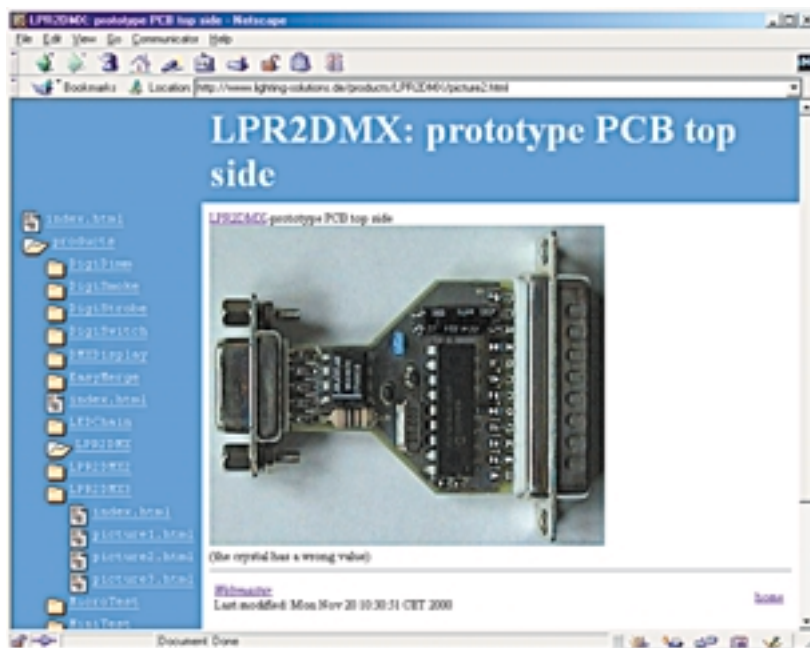 LPR2DMX: prototype PCB top side - Netscape
File Edit View Go Communicator Help
Bookmarks Location: http://www.lighting-solutions.de/products/LPR2DMX/picture2.html
LPR2DMX: prototype PCB top
side
LPR2DMX-prototype PCB top side
index.html
products
DigiDimm
DigiSmoke
DigiStrobe
DigiSwitch
DMXDisplay
EasyMerge
index.html
LEDChain
LPR2DMX
LPR2DMX2
LPR2DMX3
index.html
picture1.html
picture2.html
picture3.html
MicroTest
MiniTest
(the crystal has a wrong value)
Webmaster
Last modified: Mon Nov 20 10:30:51 CET 2000
home
Document Done